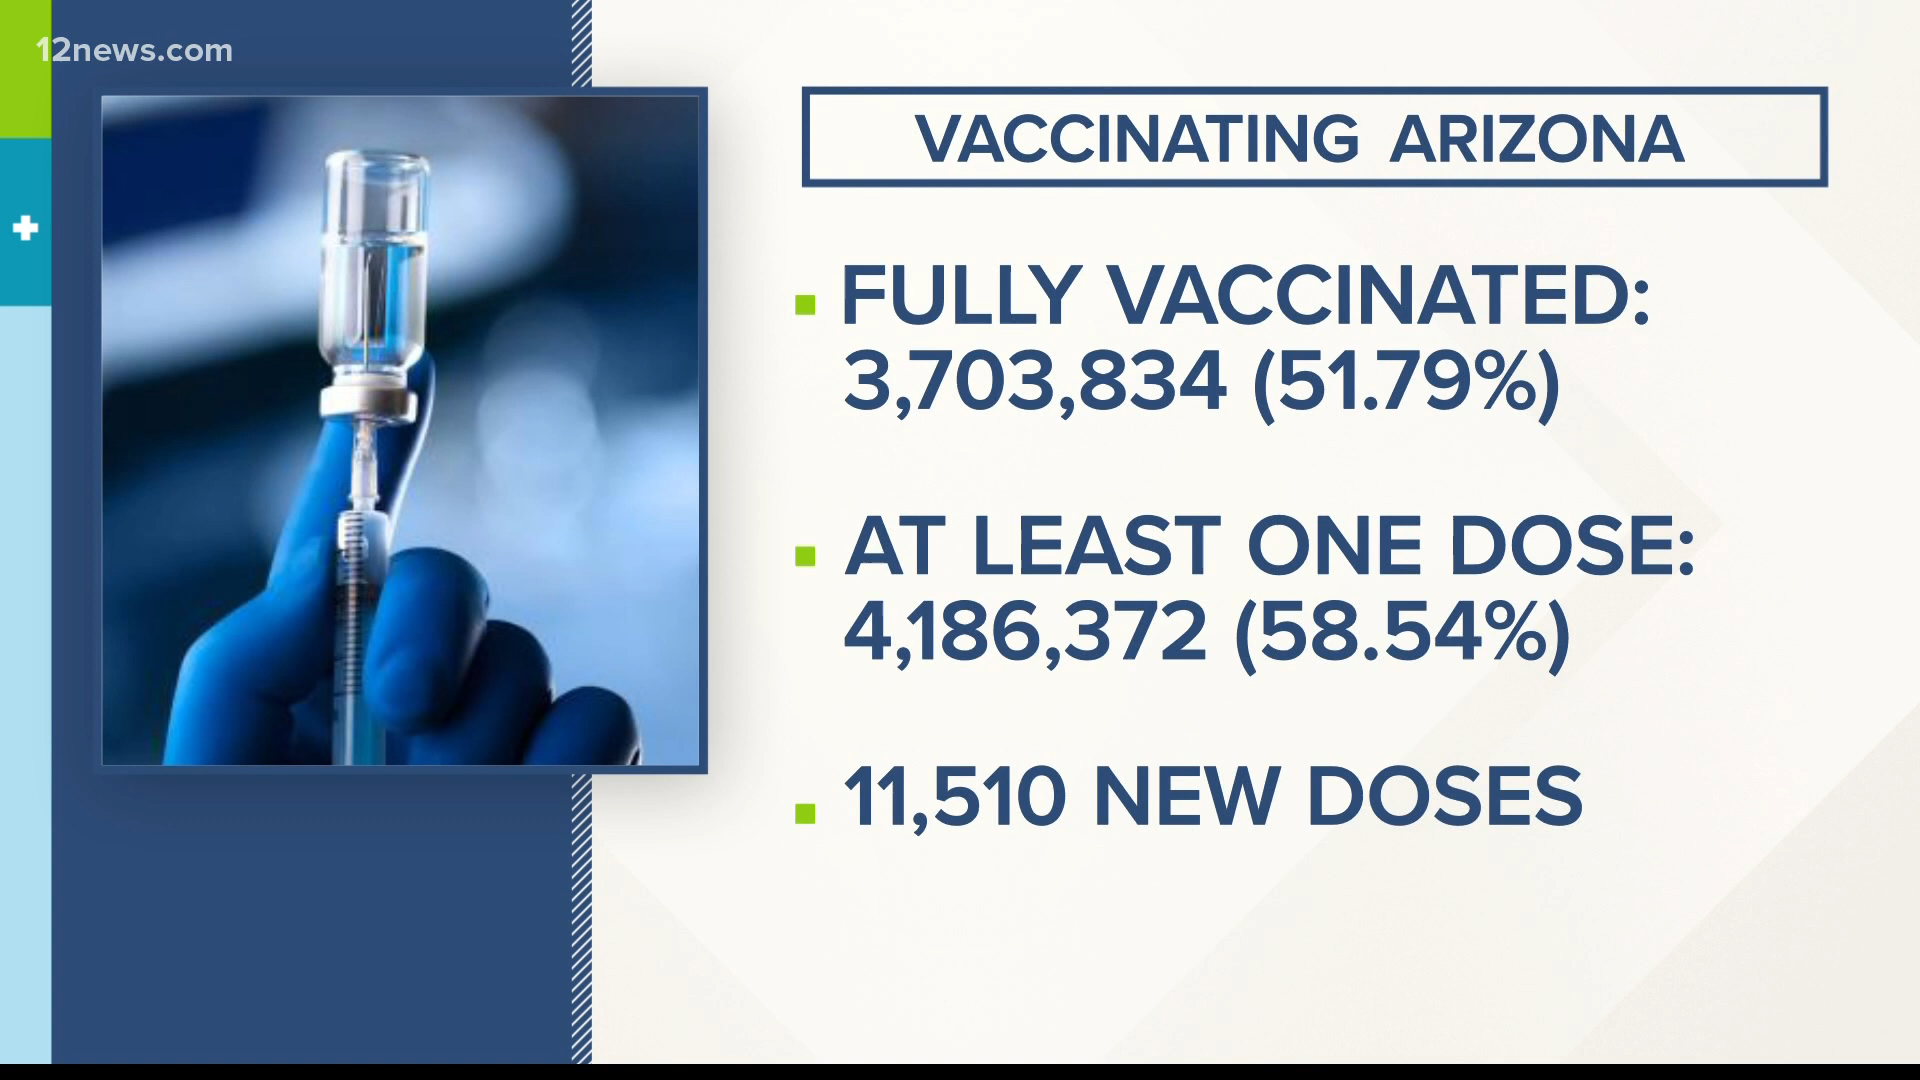 12news.com
VACCINATING ARIZONA
FULLY VACCINATED:
3,703,834 (51.79%)
AT LEAST ONE DOSE:
4,186,372 (58.54%)
11,510 NEW DOSES